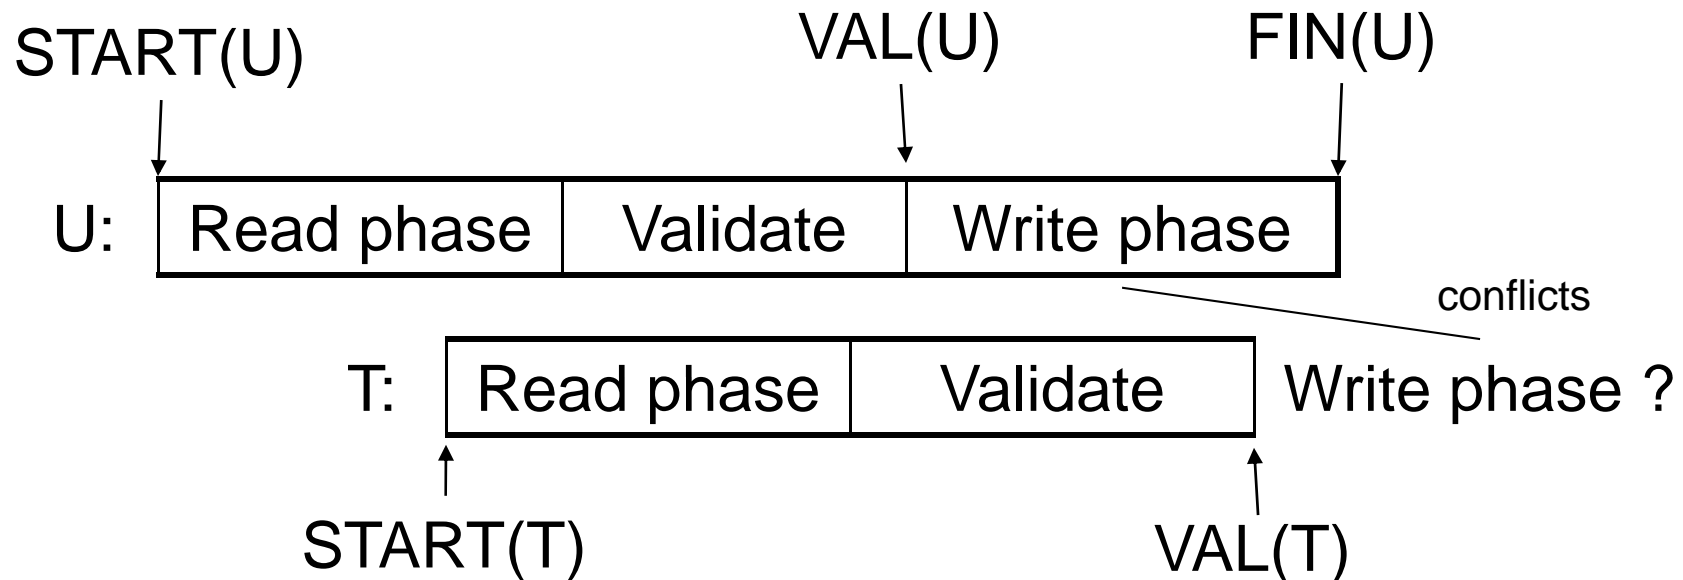 START(U) VAL(U) FIN(U)
U: Read phase Validate Write phase
conflicts
T: Read phase Validate Write phase ?
START(T) VAL(T)